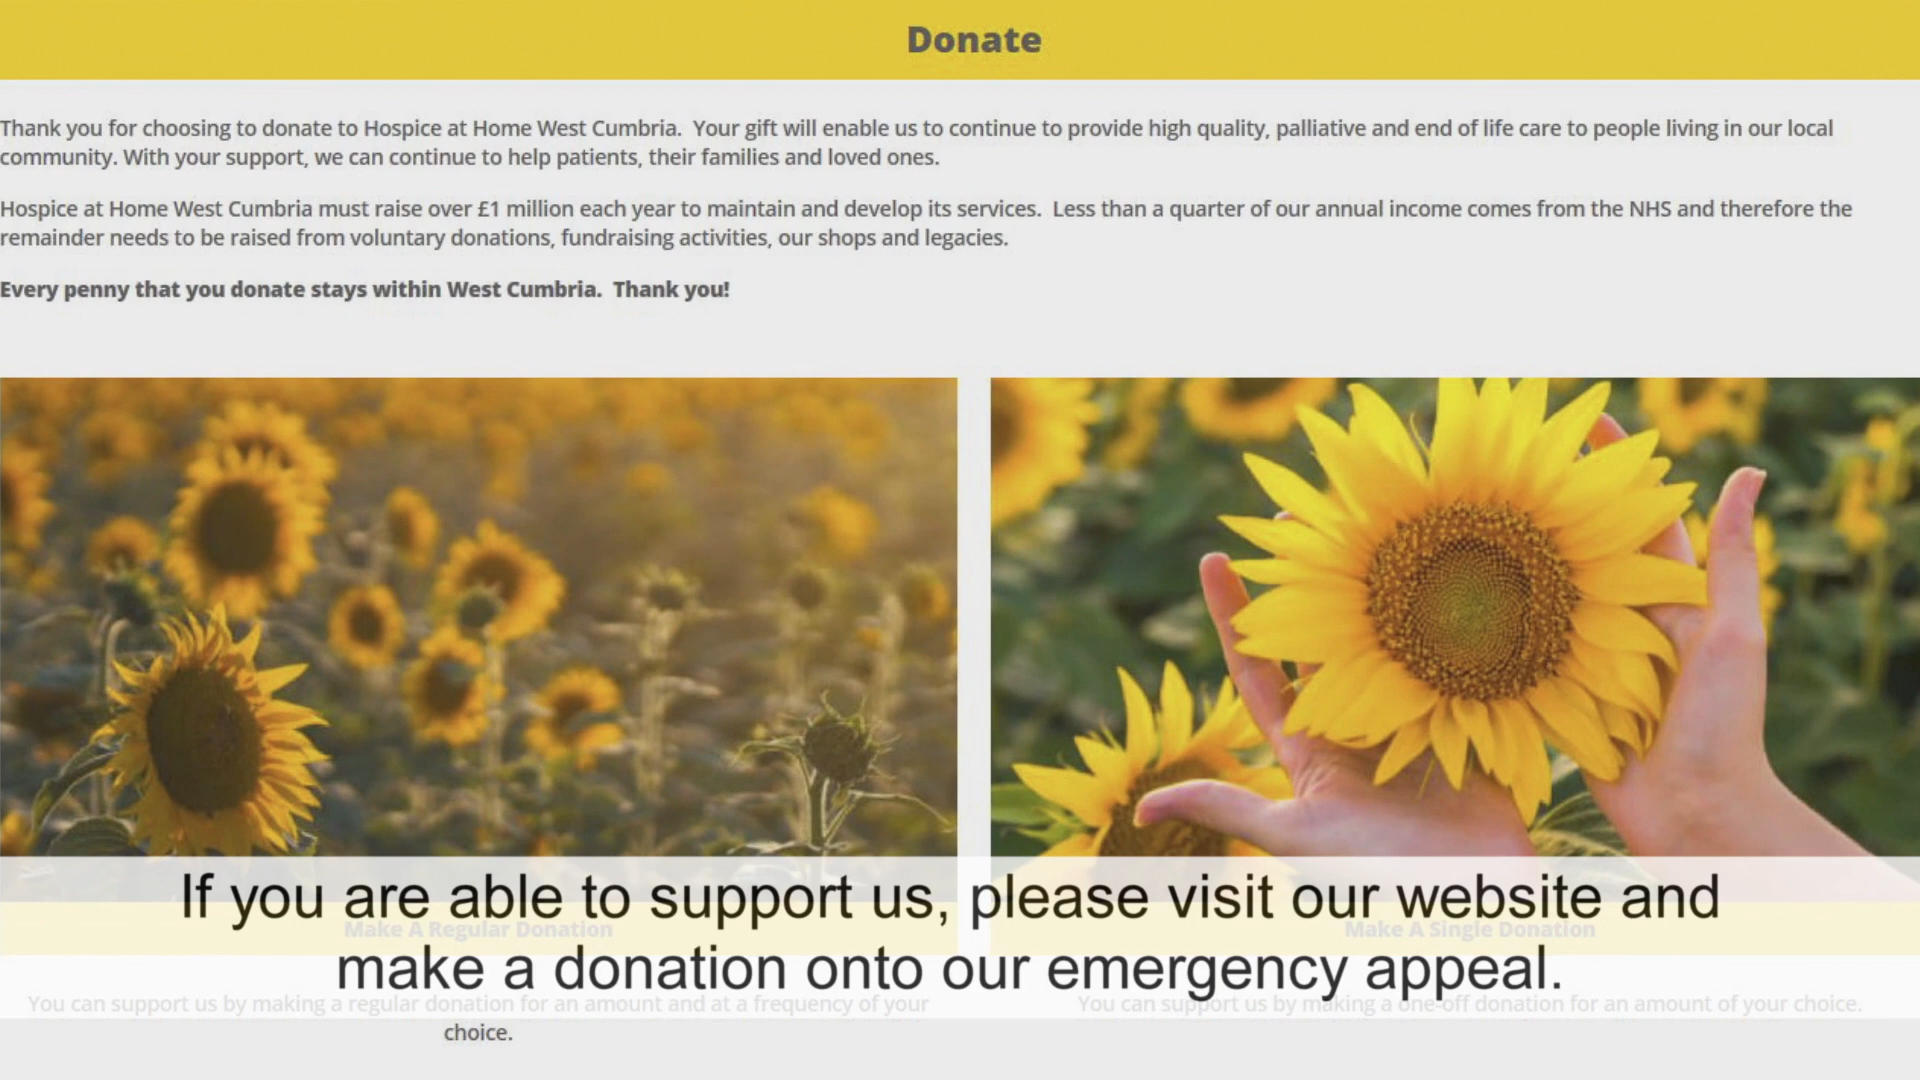 Donate
Thank you for choosing to donate to Hospice at Home West Cumbria.  Your gift will enable us to continue to provide high quality, palliative and end of life care to people living in our local
community. With your support, we can continue to help patients, their families and loved ones.
Hospice at Home West Cumbria must raise over £1 million each year to maintain and develop its services.  Less than a quarter of our annual income comes from the NHS and therefore the
remainder needs to be raised from voluntary donations, fundraising activities, our shops and legacies.
Every penny that you donate stays within West Cumbria.  Thank you!
If you are able to support us, please visit our website and
make a donation onto our emergency appeal.
Make A Regular Donation
You can support us by making a regular donation for an amount and at a frequency of your
choice.
Make A Single Donation
You can support us by making a one-off donation for an amount of your choice.